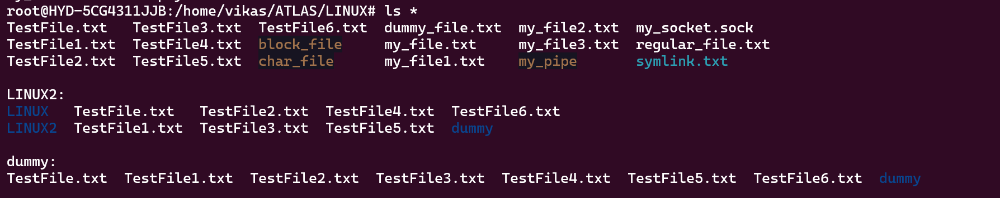 root@HYD-5CG4311JJB:/home/vikas/ATLAS/LINUX# ls *
TestFile.txt   TestFile3.txt  TestFile6.txt  dummy_file.txt  my_file2.txt  my_socket.sock
TestFile1.txt  TestFile4.txt  block_file     my_file.txt     my_file3.txt  regular_file.txt
TestFile2.txt  TestFile5.txt  char_file      my_file1.txt    my_pipe       symlink.txt
LINUX2:
LINUX   TestFile.txt   TestFile2.txt  TestFile4.txt  TestFile6.txt
LINUX2  TestFile1.txt  TestFile3.txt  TestFile5.txt  dummy
dummy:
TestFile.txt  TestFile1.txt  TestFile2.txt  TestFile3.txt  TestFile4.txt  TestFile5.txt  TestFile6.txt  dummy